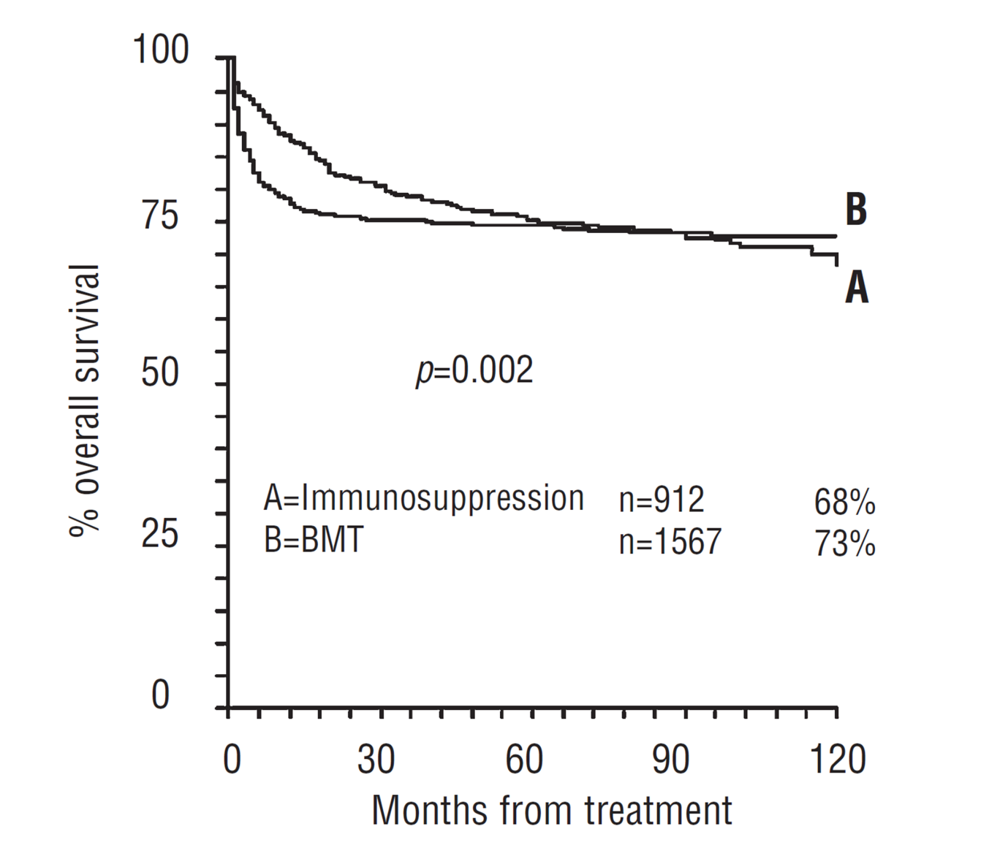 100
75
50
25
0
% overall survival
B
A
p=0.002
A=Immunosuppression n=912 68%
B=BMT n=1567 73%
0 30 60 90 120
Months from treatment